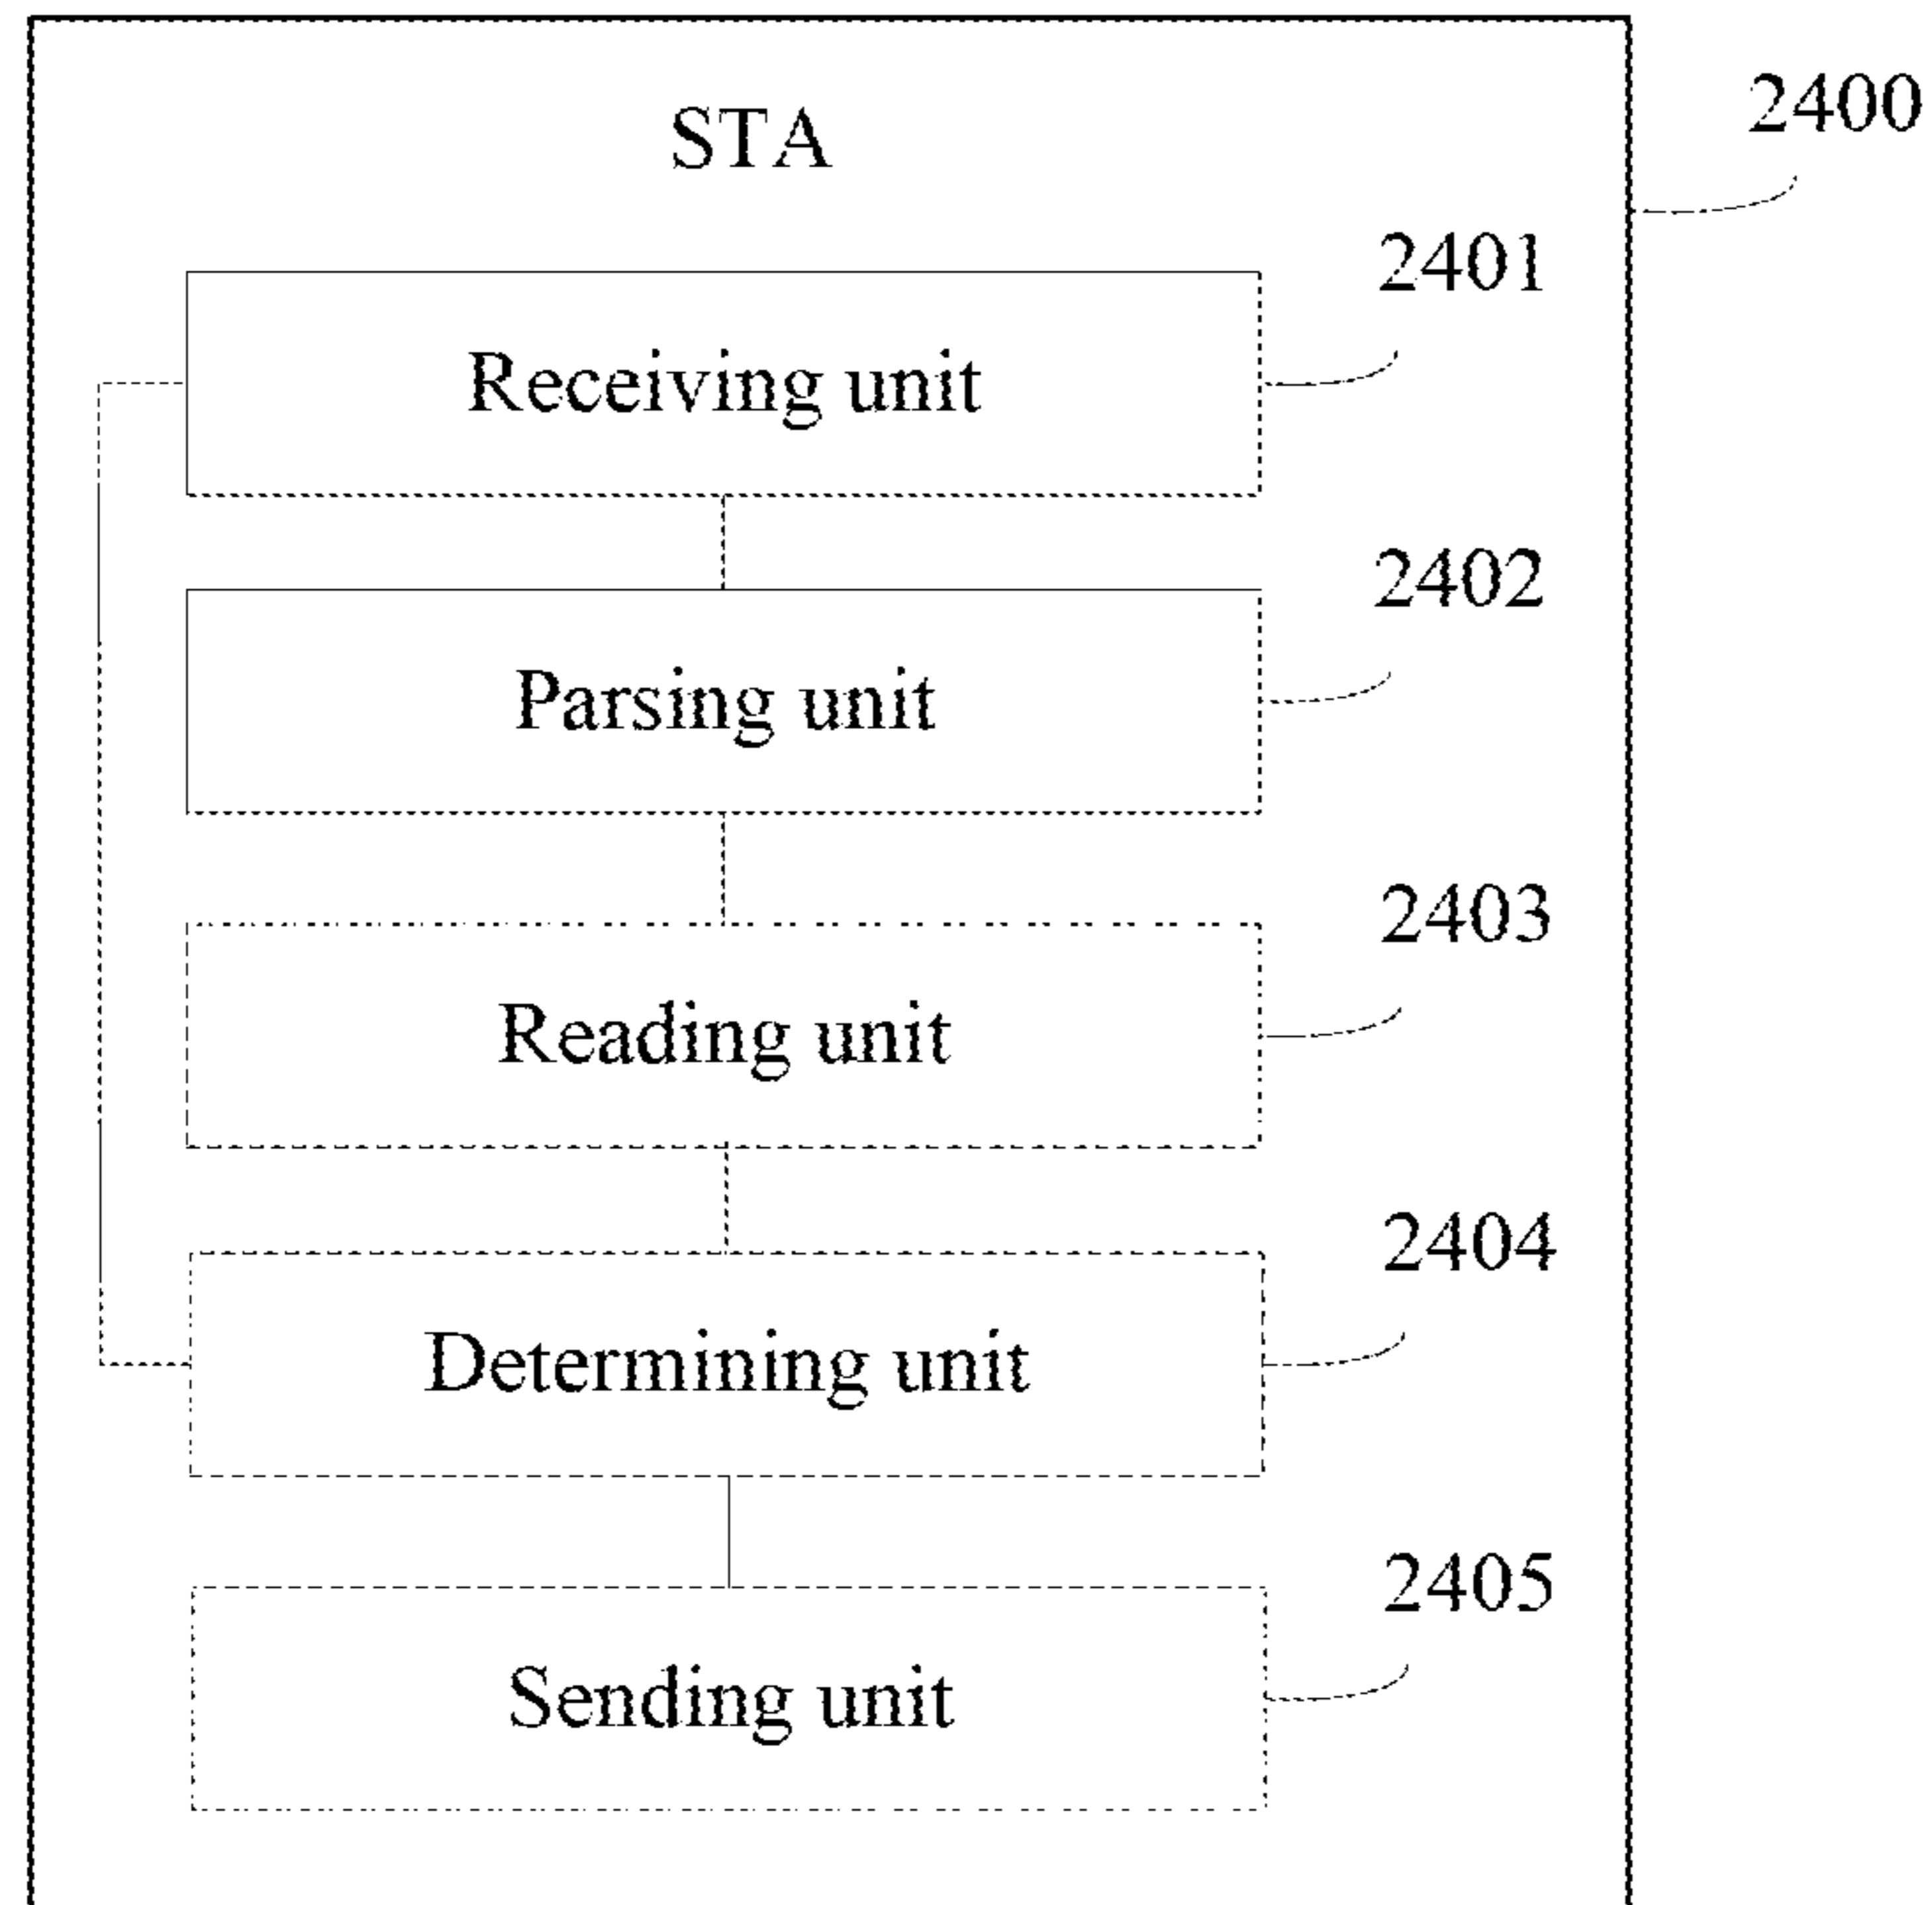 STA
2400
2401
Receiving unit
2402
Parsing unit
2403
Reading unit
2404
Determining unit
2405
Sending unit